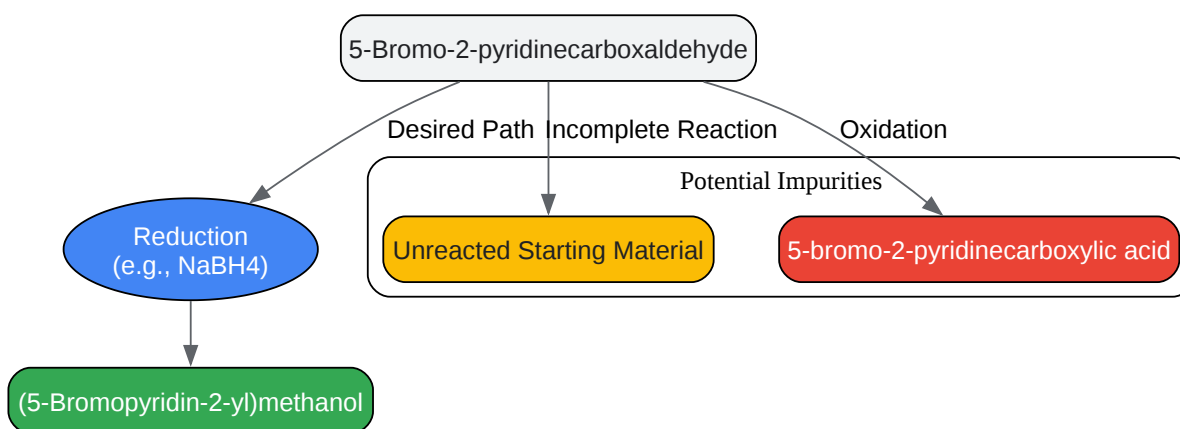 5-Bromo-2-pyridinecarboxaldehyde
Desired Path
Incomplete Reaction
Oxidation
Potential Impurities
Reduction
(e.g., NaBH4)
Unreacted Starting Material
5-bromo-2-pyridinecarboxylic acid
(5-Bromopyridin-2-yl)methanol